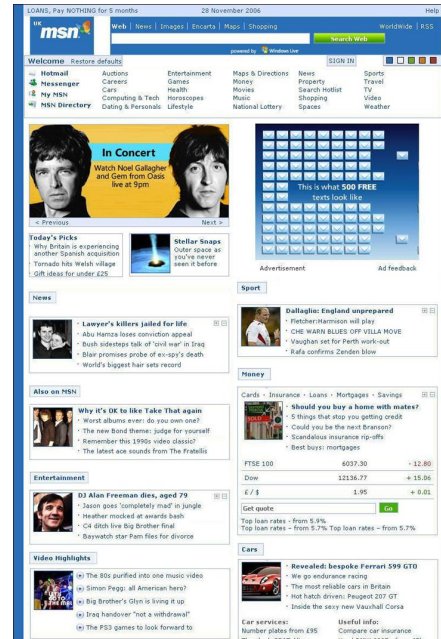 LOANS, Pay NOTHING for 5 months
28 November 2006
Help
UK
msn
Web | News | Images | Encarta | Maps | Shopping
WorldWide | RSS
Search Web
powered by Windows Live
Welcome Restore defaults
SIGN IN
Hotmail
Messenger
My MSN
MSN Directory
Auctions
Careers
Cars
Computing & Tech
Dating & Personals
Entertainment
Games
Health
Horoscopes
Lifestyle
Maps & Directions
Money
Movies
Music
National Lottery
News
Property
Search Hotlist
Shopping
Spaces
Sports
Travel
TV
Video
Weather
In Concert
Watch Noel Gallagher
and Gem from Oasis
live at 9pm
< Previous
Next >
This is what 500 FREE
texts look like
Advertisement
Ad feedback
Today's Picks
Why Britain is experiencing
another Spanish acquisition
Tornado hits Welsh village
Gift ideas for under £25
Stellar Snaps
Outer space as
you've never
seen it before
News
Lawyer's killers jailed for life
Abu Hamza loses conviction appeal
Bush sidesteps talk of 'civil war' in Iraq
Blair promises probe of ex-spy's death
World's biggest hair sets record
Also on MSN
Why it's OK to like Take That again
Worst albums ever: do you own one?
The new Bond theme: judge for yourself
Remember this 1990s video classic?
The latest ace sounds from The Fratellis
Entertainment
DJ Alan Freeman dies, aged 79
Jason goes 'completely mad' in jungle
Heather mocked at awards bash
C4 ditch live Big Brother final
Baywatch star Pam files for divorce
Video Highlights
The 80s purified into one music video
Simon Pegg: all American hero?
Big Brother's Glyn is living it up
Iraq handover "not a withdrawal"
The PS3 games to look forward to
Sport
Dallaglio: England unprepared
Fletcher: Harmison will play
CHE WARN BLUES OFF VILLA MOVE
Vaughan set for Perth work-out
Rafa confirms Zenden blow
Money
Cards · Insurance · Loans · Mortgages · Savings
SOLD
Should you buy a home with mates?
5 things that stop you getting credit
Could you be the next Branson?
Scandalous insurance rip-offs
Best buys: mortgages
FTSE 100 6037.30 - 12.80
Dow 12136.77 + 15.06
£ / $ 1.95 + 0.01
Get quote
Go
Top loan rates - from 5.9%
Top loan rates – from 5.7% Top loan rates – from 5.7%
Cars
Revealed: bespoke Ferrari 599 GTO
We go endurance racing
The most reliable cars in Britain
Hot hatch driven: Peugeot 207 GT
Inside the sexy new Vauxhall Corsa
Car services:
Number plates from £95
Useful info:
Compare car insurance